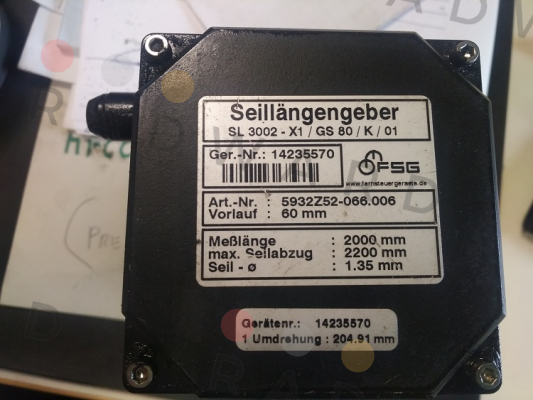 Seillängengeber
SL 3002 - X1 / GS 80 / K / 01
Ger.-Nr.: 14235570
FSG
www.fernsteuergeraete.de
Art.-Nr. : 5932Z52-066.006
Vorlauf : 60 mm
Meßlänge : 2000 mm
max. Seilabzug : 2200 mm
Seil - ø : 1.35 mm
Gerätenr.: 14235570
1 Umdrehung : 204.91 mm